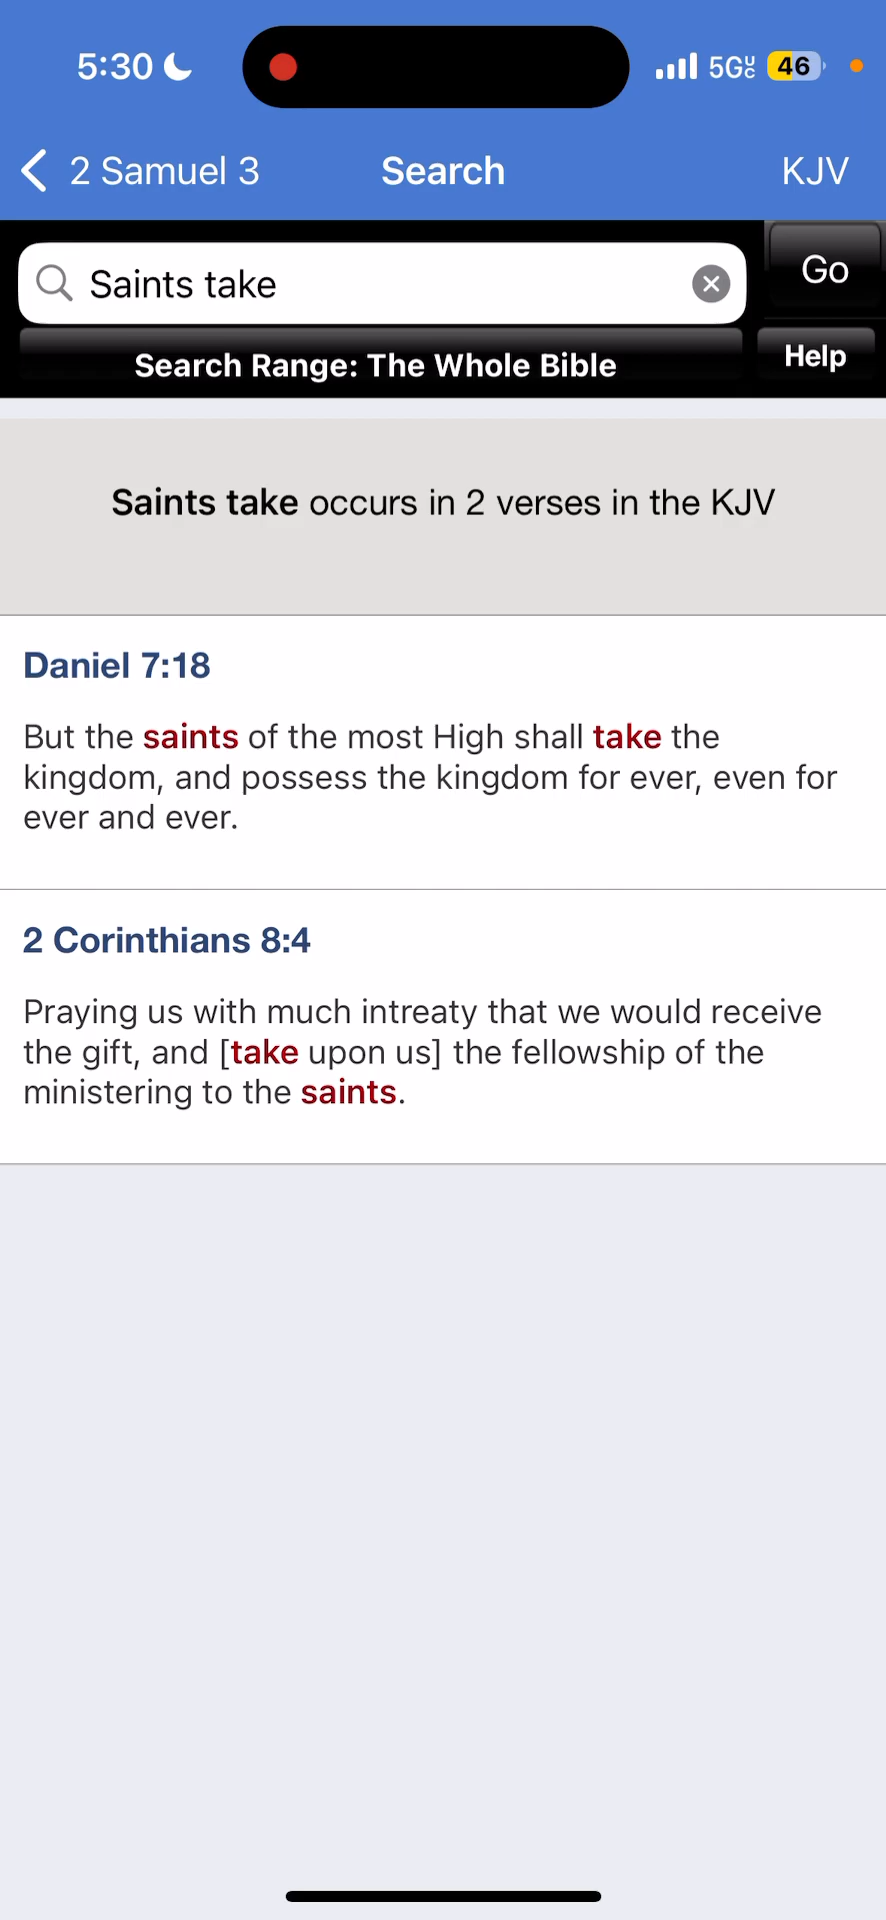 5:30
5G UC 46
2 Samuel 3 Search KJV
Saints take Go
Search Range: The Whole Bible Help
Saints take occurs in 2 verses in the KJV
Daniel 7:18
But the saints of the most High shall take the
kingdom, and possess the kingdom for ever, even for
ever and ever.
2 Corinthians 8:4
Praying us with much intreaty that we would receive
the gift, and [take upon us] the fellowship of the
ministering to the saints.